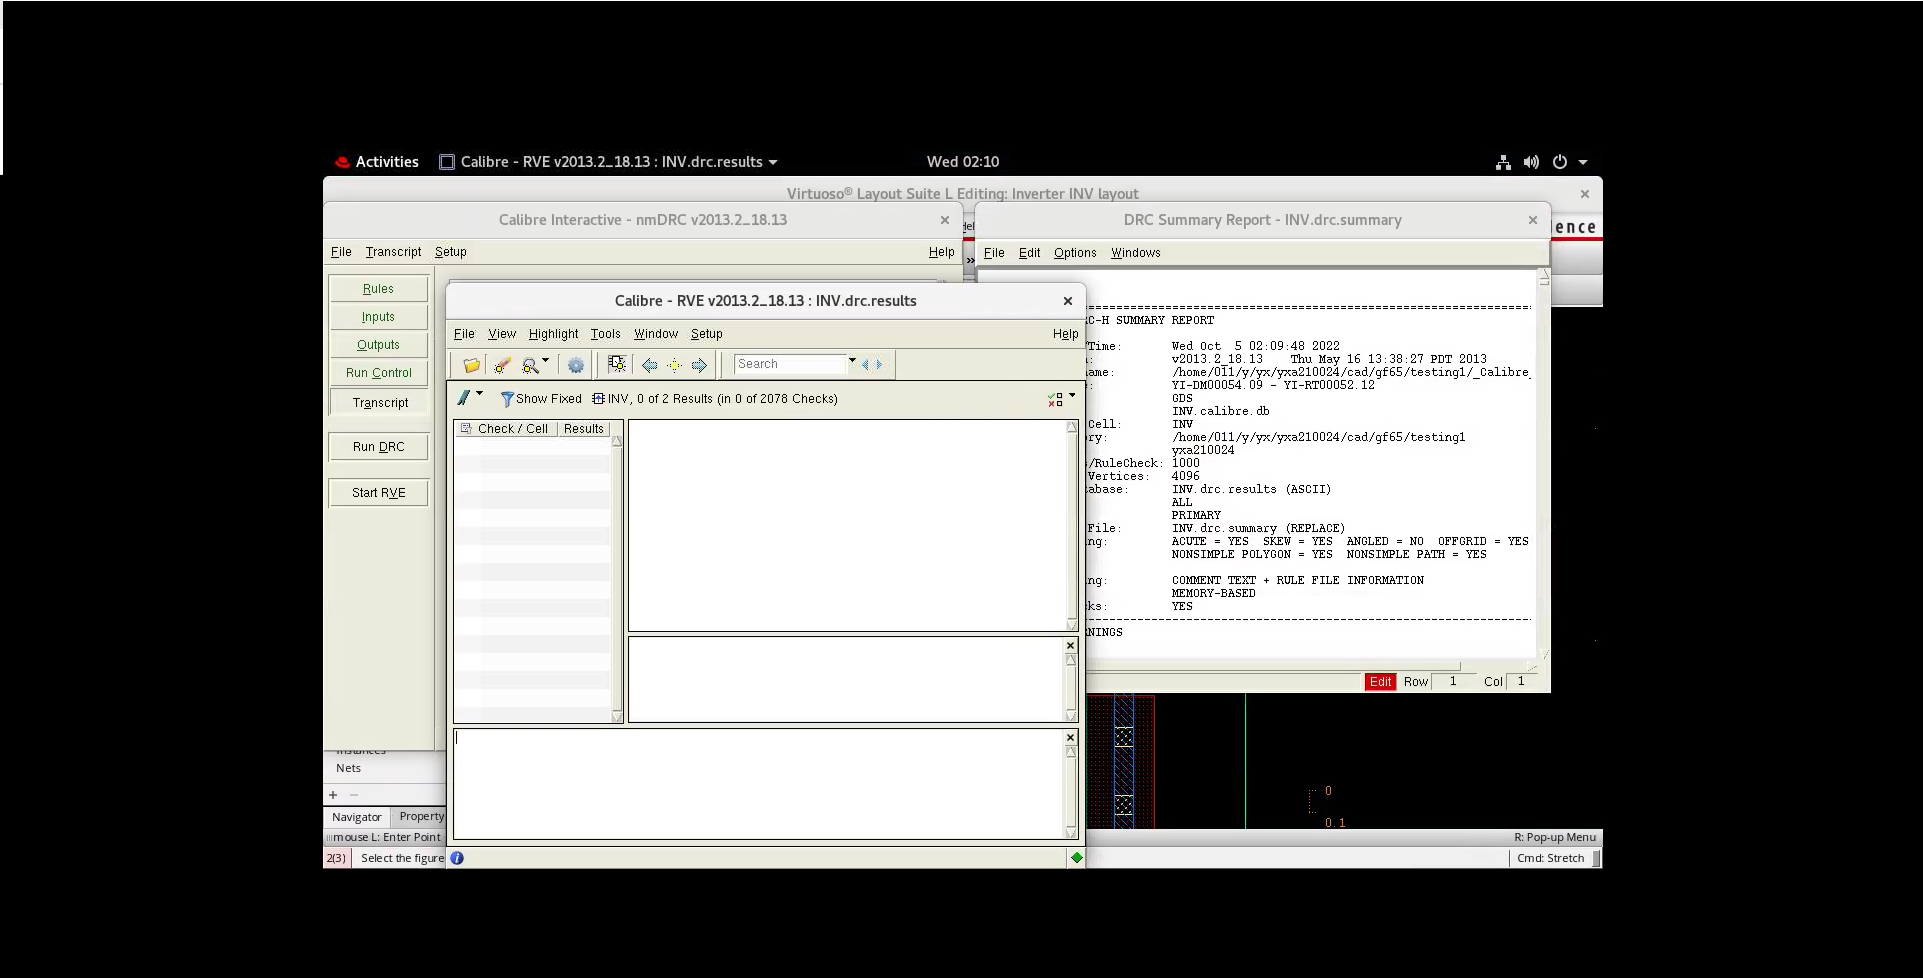 Activities
Calibre - RVE v2013.2_18.13 : INV.drc.results
Wed 02:10
Virtuoso® Layout Suite L Editing: Inverter INV layout
Calibre Interactive - nmDRC v2013.2_18.13
File Transcript Setup
Help
Rules
Inputs
Outputs
Run Control
Transcript
Run DRC
Start RVE
DRC Summary Report - INV.drc.summary
ence
File Edit Options Windows
RC-H SUMMARY REPORT
/Time: Wed Oct 5 02:09:48 2022
v2013.2_18.13 Thu May 16 13:38:27 PDT 2013
name: /home/011/y/yx/yxa210024/cad/gf65/testing1/_Calibre_
YI-DM00054.09 - YI-RT00052.12
GDS
INV.calibre.db
Cell: INV
ry: /home/011/y/yx/yxa210024/cad/gf65/testing1
yxa210024
/RuleCheck: 1000
Vertices: 4096
abase: INV.drc.results (ASCII)
ALL
PRIMARY
File: INV.drc.summary (REPLACE)
ng: ACUTE = YES SKEW = YES ANGLED = NO OFFGRID = YES
NONSIMPLE POLYGON = YES NONSIMPLE PATH = YES
ng: COMMENT TEXT + RULE FILE INFORMATION
MEMORY-BASED
ks: YES
NINGS
Edit Row 1 Col 1
Calibre - RVE v2013.2_18.13 : INV.drc.results
File View Highlight Tools Window Setup
Help
Search
Show Fixed INV, 0 of 2 Results (in 0 of 2078 Checks)
Check / Cell Results
Instances
Nets
Navigator Property
mouse L: Enter Point
R: Pop-up Menu
2(3) Select the figure
Cmd: Stretch
0
0.1